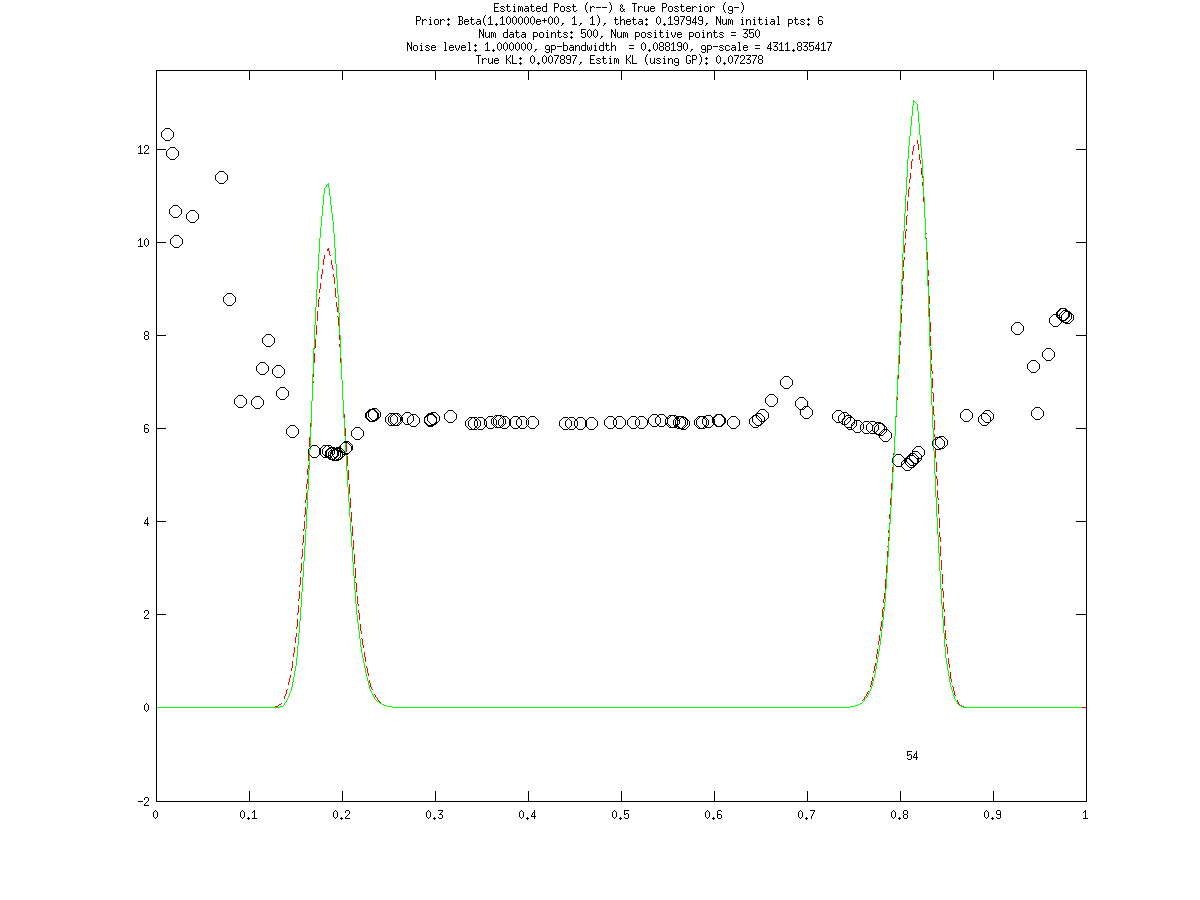 Estimated Post (r--) & True Posterior (g-)
Prior: Beta(1.100000e+00, 1, 1), theta: 0.197949, Num initial pts: 6
Num data points: 500, Num positive points = 350
Noise level: 1.000000, gp-bandwidth  = 0.088190, gp-scale = 4311.835417
True KL: 0.007897, Estim KL (using GP): 0.072378
12
10
8
6
4
2
0
54
-2
0 0.1 0.2 0.3 0.4 0.5 0.6 0.7 0.8 0.9 1